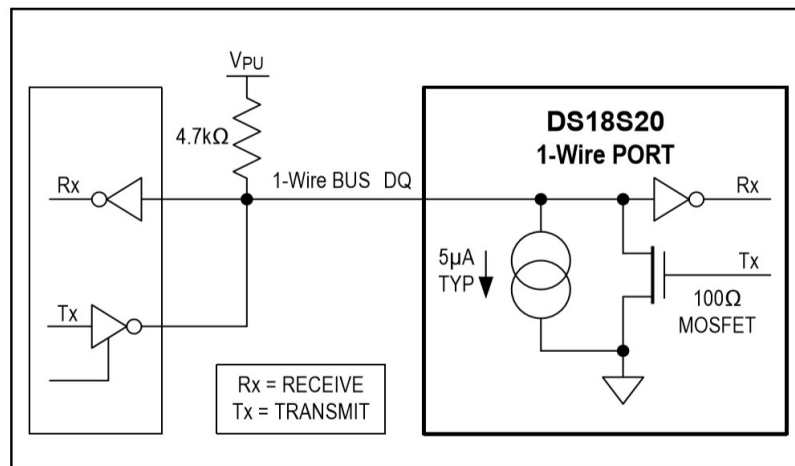 VPU
4.7kΩ
Rx
1-Wire BUS DQ
Tx
Rx = RECEIVE
Tx = TRANSMIT
DS18S20
1-Wire PORT
Rx
5µA
TYP
Tx
100Ω
MOSFET